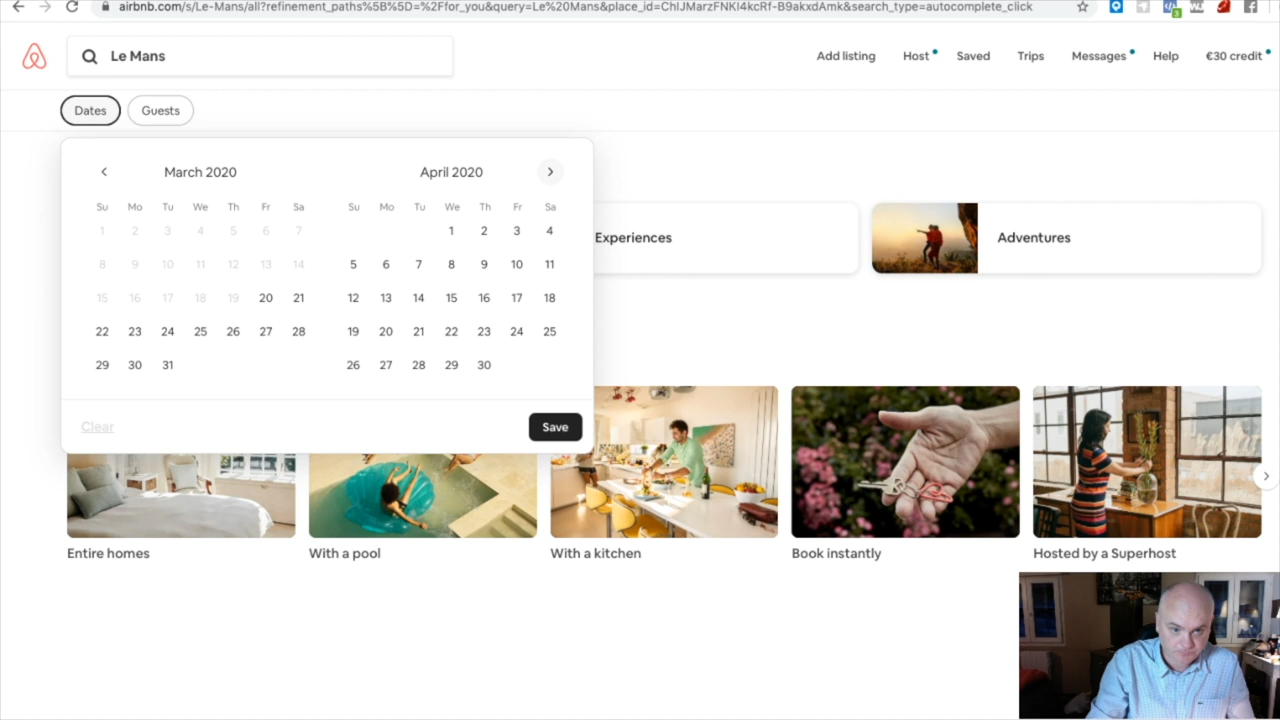 airbnb.com/s/Le-Mans/all?refinement_paths%5B%5D=%2Ffor_you&query=Le%20Mans&place_id=ChIJMarzFNKI4kcRf-B9akxdAmk&search_type=autocomplete_click
Le Mans
Add listing Host Saved Trips Messages Help €30 credit
Dates Guests
March 2020 April 2020
Su Mo Tu We Th Fr Sa Su Mo Tu We Th Fr Sa
1 2 3 4 5 6 7 1 2 3 4
8 9 10 11 12 13 14 5 6 7 8 9 10 11
15 16 17 18 19 20 21 12 13 14 15 16 17 18
22 23 24 25 26 27 28 19 20 21 22 23 24 25
29 30 31 26 27 28 29 30
Clear Save
Experiences
Adventures
Entire homes
With a pool
With a kitchen
Book instantly
Hosted by a Superhost